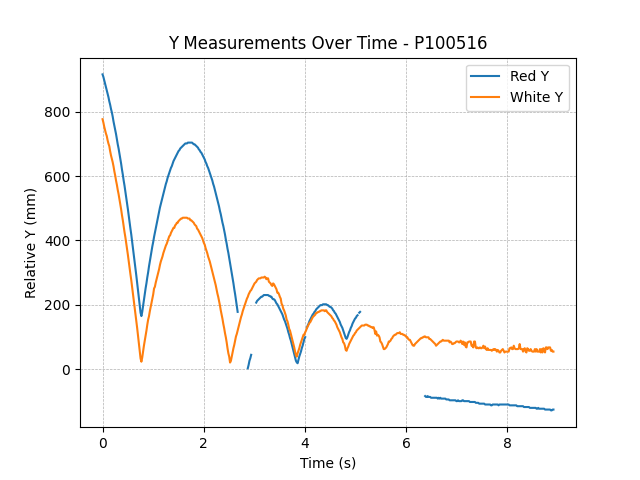 Y Measurements Over Time - P100516
Red Y
White Y
800
600
400
200
0
Relative Y (mm)
0 2 4 6 8
Time (s)